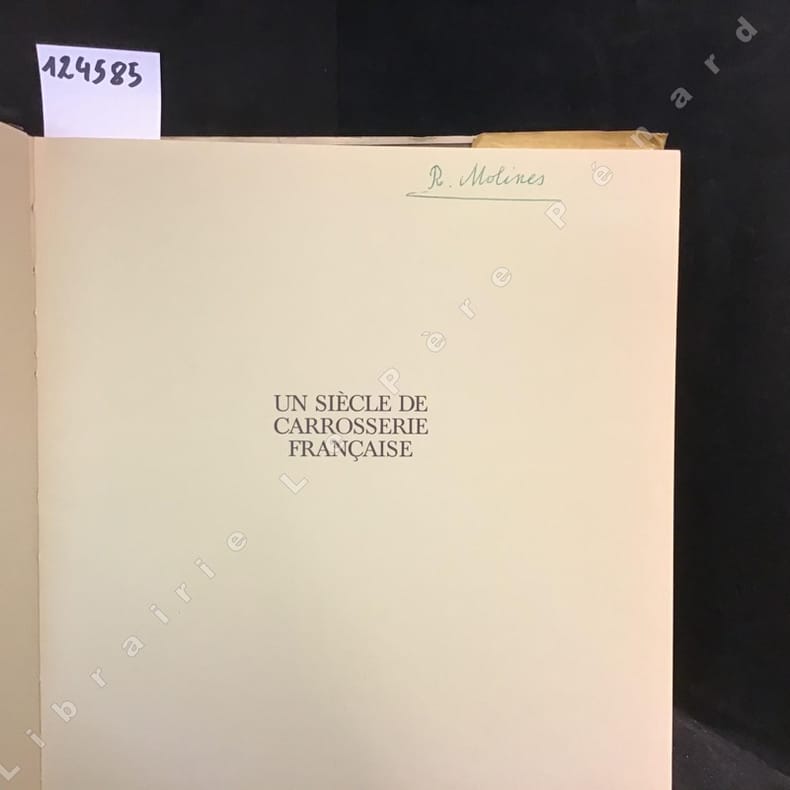 124585
R. Molines
UN SIÈCLE DE
CARROSSERIE
FRANÇAISE
Librairie Le Père Pénard